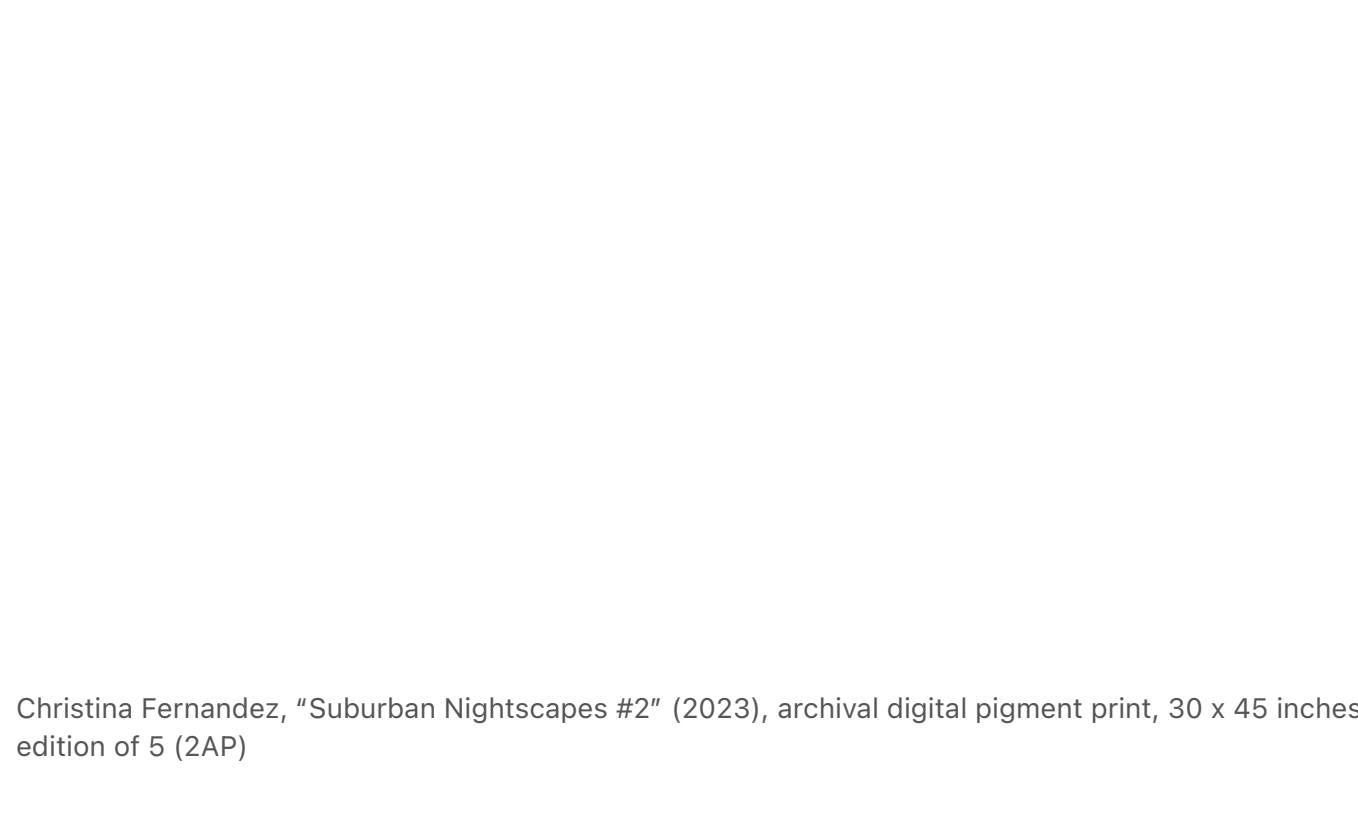 Christina Fernandez, “Suburban Nightscapes #2” (2023), archival digital pigment print, 30 x 45 inches
edition of 5 (2AP)